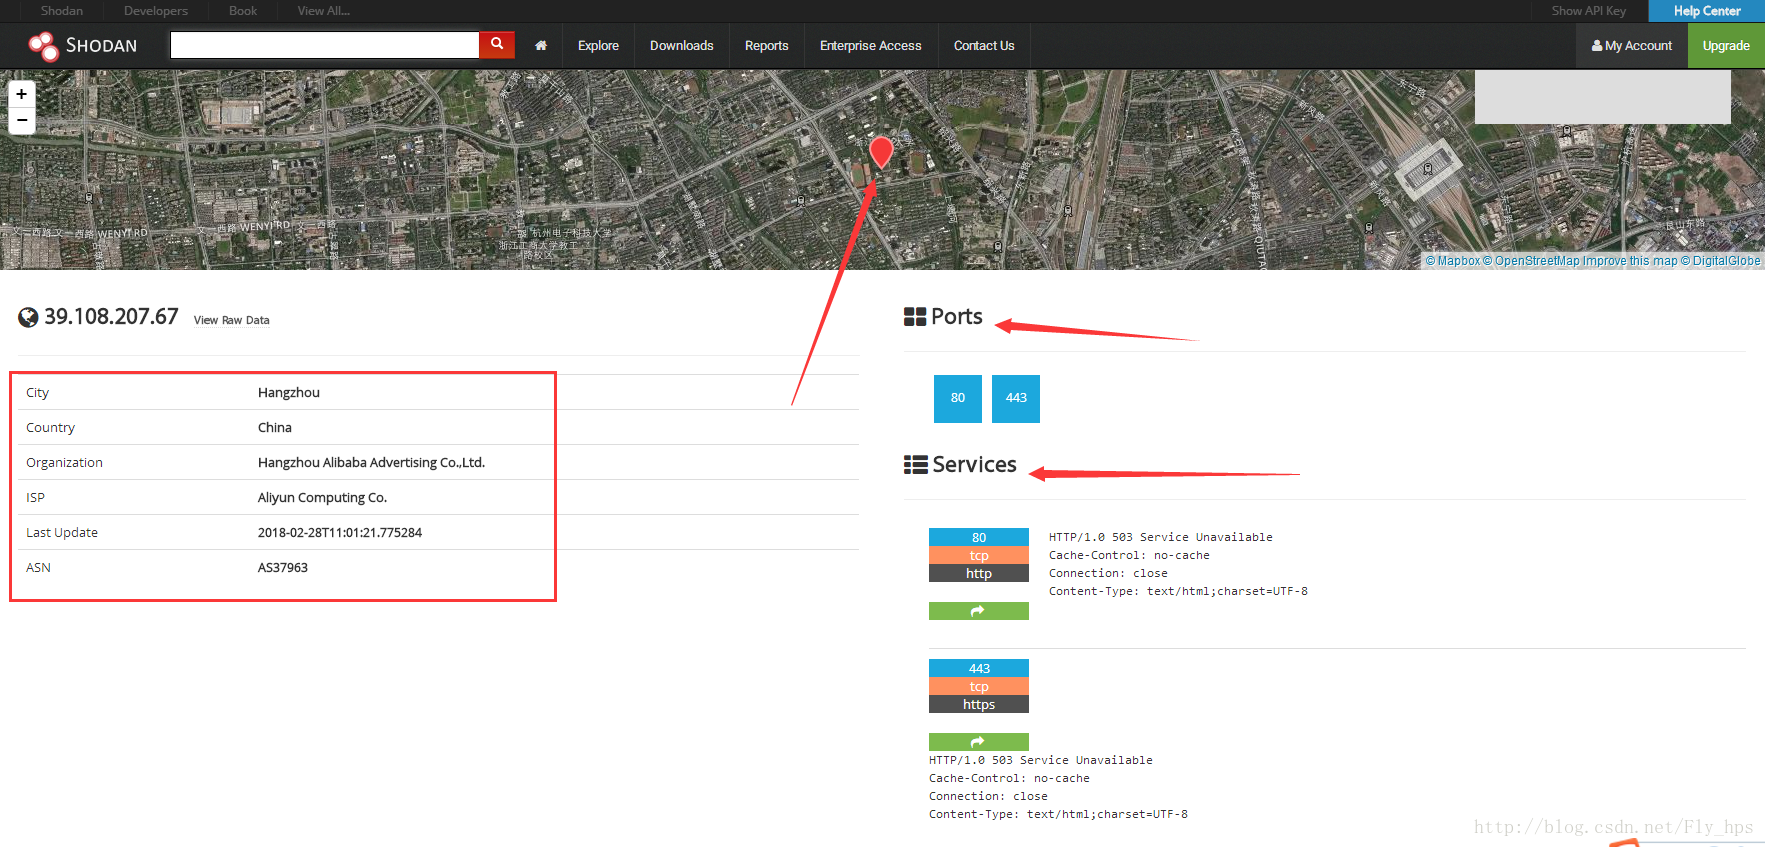 Shodan Developers Book View All... Show API Key Help Center
SHODAN Explore Downloads Reports Enterprise Access Contact Us My Account Upgrade
+
−
文一西路 WENYI RD
文一西路 WENYI RD
杭州电子科技大学
浙江工商大学教工
路校区
艮山东路
© Mapbox © OpenStreetMap Improve this map © DigitalGlobe
39.108.207.67 View Raw Data
City Hangzhou
Country China
Organization Hangzhou Alibaba Advertising Co.,Ltd.
ISP Aliyun Computing Co.
Last Update 2018-02-28T11:01:21.775284
ASN AS37963
Ports
80 443
Services
80
tcp
http
HTTP/1.0 503 Service Unavailable
Cache-Control: no-cache
Connection: close
Content-Type: text/html;charset=UTF-8
443
tcp
https
HTTP/1.0 503 Service Unavailable
Cache-Control: no-cache
Connection: close
Content-Type: text/html;charset=UTF-8
http://blog.csdn.net/Fly_hps